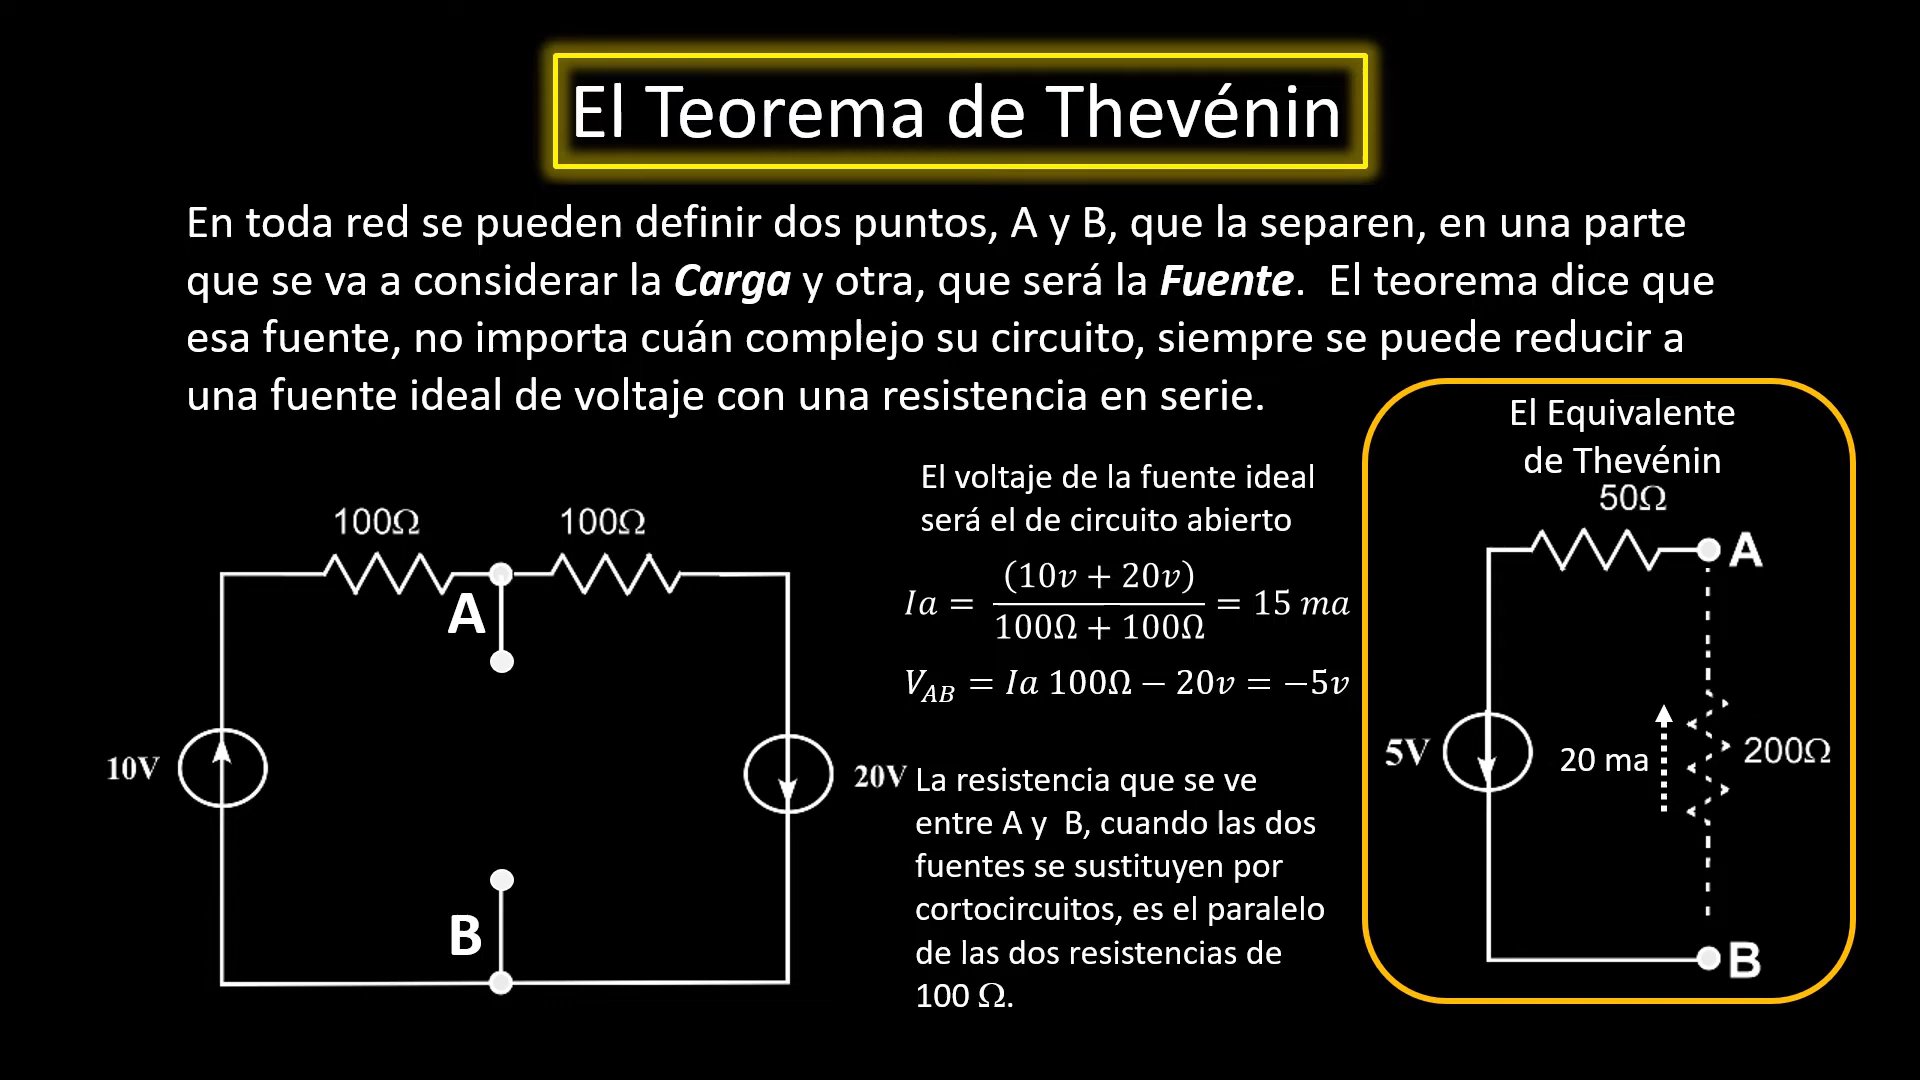 El Teorema de Thevénin
En toda red se pueden definir dos puntos, A y B, que la separen, en una parte
que se va a considerar la Carga y otra, que será la Fuente. El teorema dice que
esa fuente, no importa cuán complejo su circuito, siempre se puede reducir a
una fuente ideal de voltaje con una resistencia en serie.
100Ω 100Ω
A
10V
20V
B
El voltaje de la fuente ideal
será el de circuito abierto
Ia = (10v + 20v) / 100Ω + 100Ω = 15 ma
V_AB = Ia 100Ω − 20v = −5v
La resistencia que se ve
entre A y B, cuando las dos
fuentes se sustituyen por
cortocircuitos, es el paralelo
de las dos resistencias de
100 Ω.
El Equivalente
de Thevénin
50Ω
A
5V
20 ma
200Ω
B